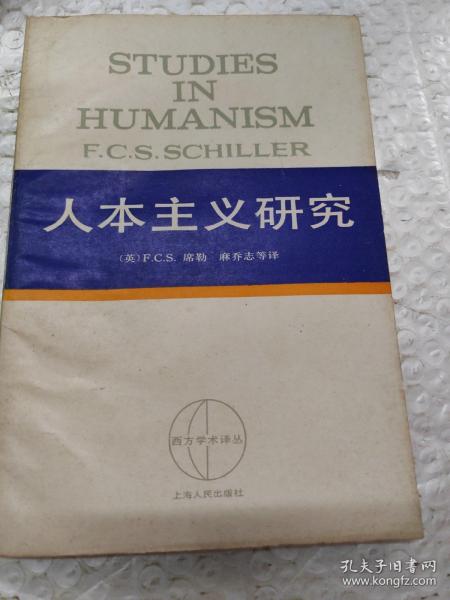 STUDIES
IN
HUMANISM
F.C.S.SCHILLER
人本主义研究
(英)F.C.S. 席勒 麻乔志等译
西方学术译丛
上海人民出版社
孔夫子旧书网
www.kongfz.com